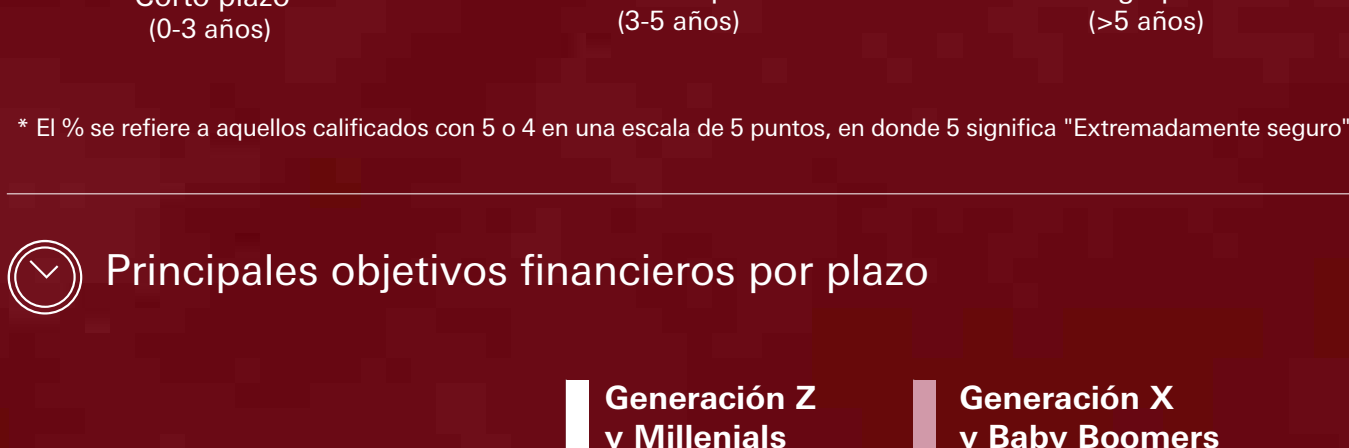 Corto plazo
(0-3 años)
(3-5 años)
(>5 años)
* El % se refiere a aquellos calificados con 5 o 4 en una escala de 5 puntos, en donde 5 significa "Extremadamente seguro"
Principales objetivos financieros por plazo
Generación Z
y Millenials
Generación X
y Baby Boomers